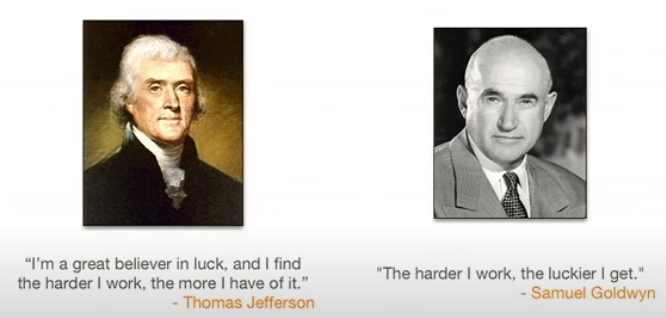 “I’m a great believer in luck, and I find
the harder I work, the more I have of it.”
- Thomas Jefferson
"The harder I work, the luckier I get."
- Samuel Goldwyn